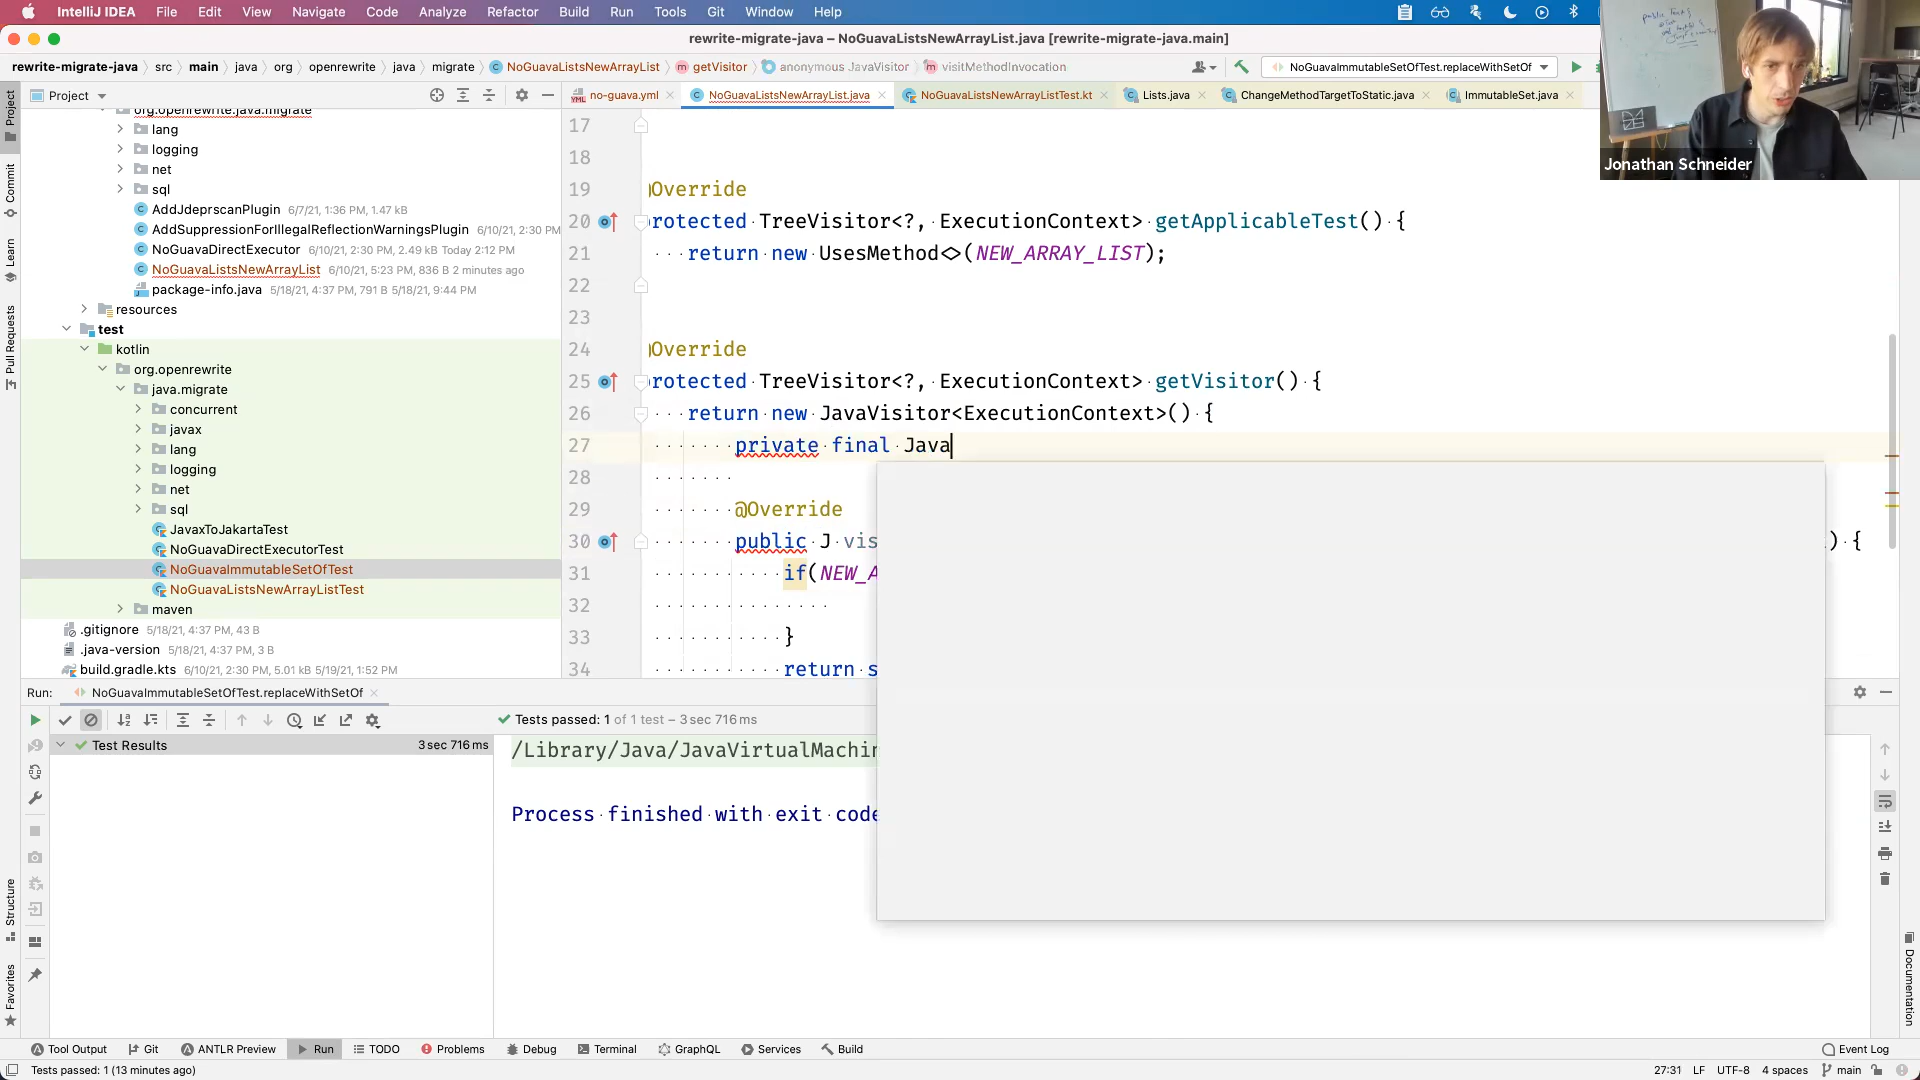 IntelliJ IDEA File Edit View Navigate Code Analyze Refactor Build Run Tools Git Window Help
rewrite-migrate-java – NoGuavaListsNewArrayList.java [rewrite-migrate-java.main]
rewrite-migrate-java src main java org openrewrite java migrate NoGuavaListsNewArrayList getVisitor anonymous JavaVisitor visitMethodInvocation NoGuavaImmutableSetOfTest.replaceWithSetOf
Project
no-guava.yml NoGuavaListsNewArrayList.java NoGuavaListsNewArrayListTest.kt Lists.java ChangeMethodTargetToStatic.java ImmutableSet.java
Jonathan Schneider
Project
Commit
Learn
Pull Requests
Structure
Favorites
org.openrewrite.java.migrate
lang
logging
net
sql
AddJdeprscanPlugin 6/7/21, 1:36 PM, 1.47 kB
AddSuppressionForIllegalReflectionWarningsPlugin 6/10/21, 2:30 PM,
NoGuavaDirectExecutor 6/10/21, 2:30 PM, 2.49 kB Today 2:12 PM
NoGuavaListsNewArrayList 6/10/21, 5:23 PM, 836 B 2 minutes ago
package-info.java 5/18/21, 4:37 PM, 791 B 5/18/21, 9:44 PM
resources
test
kotlin
org.openrewrite
java.migrate
concurrent
javax
lang
logging
net
sql
JavaxToJakartaTest
NoGuavaDirectExecutorTest
NoGuavaImmutableSetOfTest
NoGuavaListsNewArrayListTest
maven
.gitignore 5/18/21, 4:37 PM, 43 B
.java-version 5/18/21, 4:37 PM, 3 B
build.gradle.kts 6/10/21, 2:30 PM, 5.01 kB 5/19/21, 1:52 PM
17
18
19 @Override
20 rotected TreeVisitor<?, ExecutionContext> getApplicableTest() {
21 return new UsesMethod<>(NEW_ARRAY_LIST);
22
23
24 @Override
25 rotected TreeVisitor<?, ExecutionContext> getVisitor() {
26 return new JavaVisitor<ExecutionContext>() {
27 private final Java
28
29 @Override
30 public J vis ) {
31 if(NEW_A
32
33 }
34 return s
Run: NoGuavaImmutableSetOfTest.replaceWithSetOf
Tests passed: 1 of 1 test – 3 sec 716 ms
Test Results 3 sec 716 ms
/Library/Java/JavaVirtualMachin
Process finished with exit code
Documentation
Tool Output Git ANTLR Preview Run TODO Problems Debug Terminal GraphQL Services Build Event Log
Tests passed: 1 (13 minutes ago) 27:31 LF UTF-8 4 spaces main